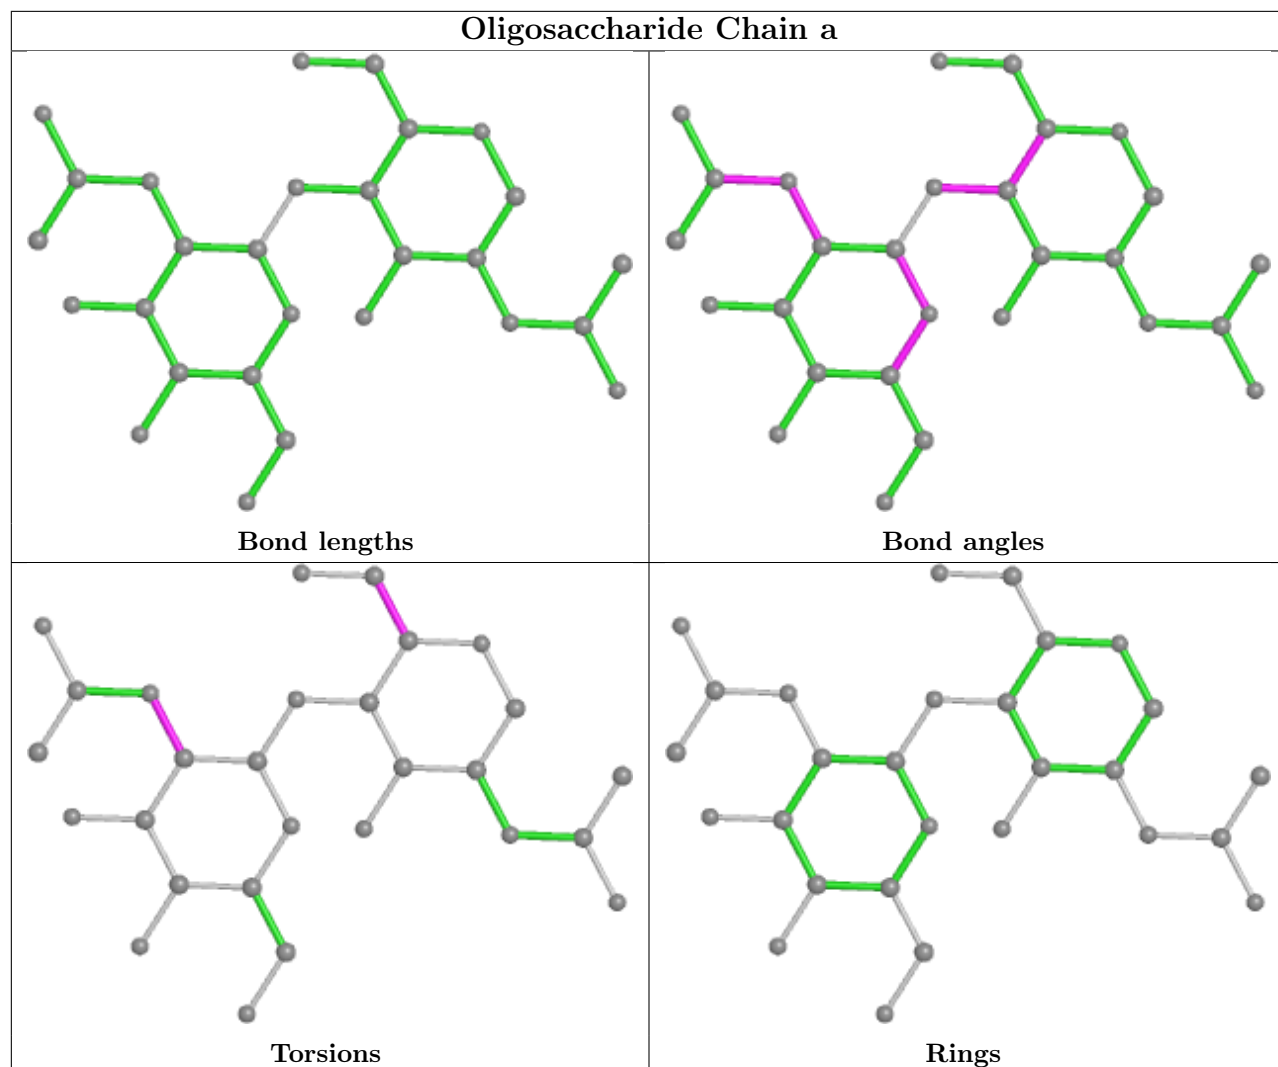 Oligosaccharide Chain a
Bond lengths
Bond angles
Torsions
Rings